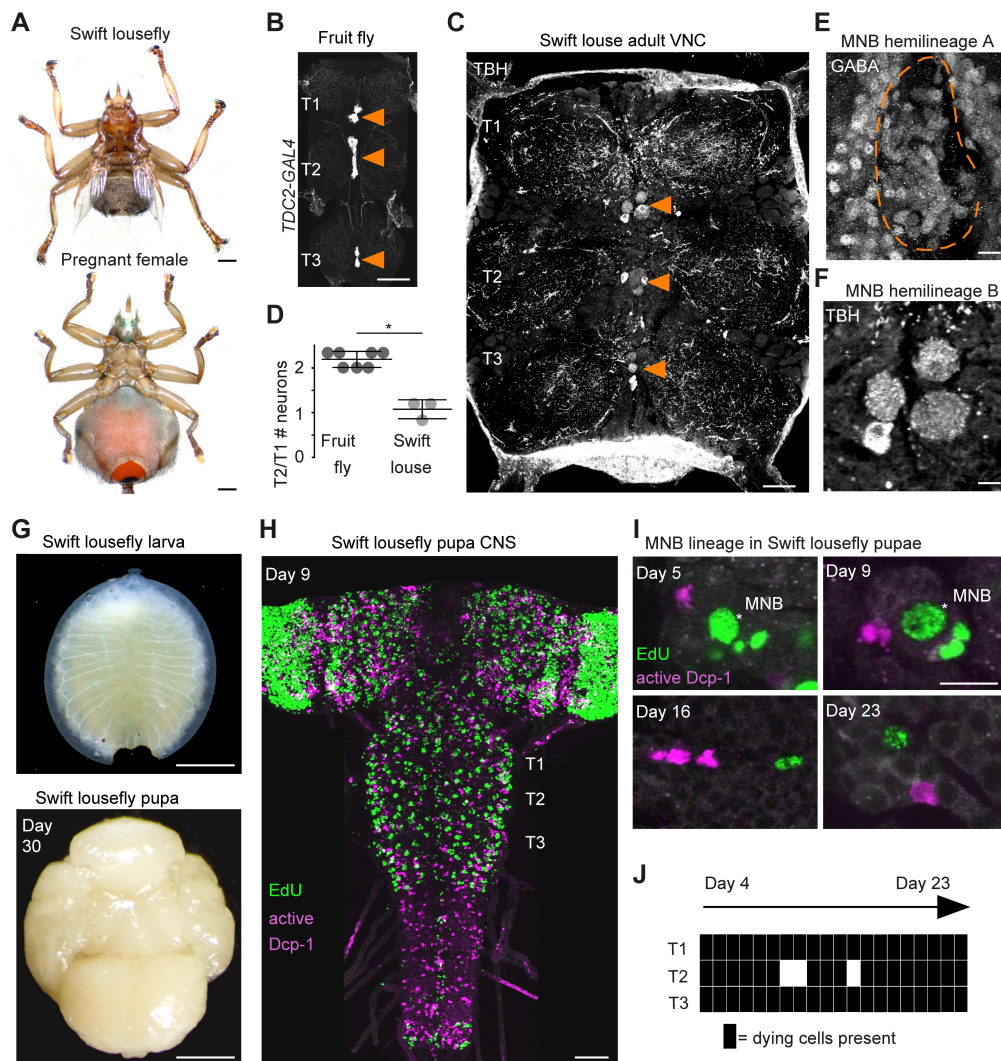 A
Swift lousefly
Pregnant female
B
Fruit fly
TDC2-GAL4
T1
T2
T3
C
Swift louse adult VNC
TBH
T1
T2
T3
D
*
T2/T1 # neurons
2
1
0
Fruit
fly
Swift
louse
E
MNB hemilineage A
GABA
F
MNB hemilineage B
TBH
G
Swift lousefly larva
Swift lousefly pupa
Day
30
H
Swift lousefly pupa CNS
Day 9
T1
T2
T3
EdU
active
Dcp-1
I
MNB lineage in Swift lousefly pupae
Day 5
* MNB
EdU
active Dcp-1
Day 9
* MNB
Day 16
Day 23
J
Day 4
Day 23
T1
T2
T3
= dying cells present